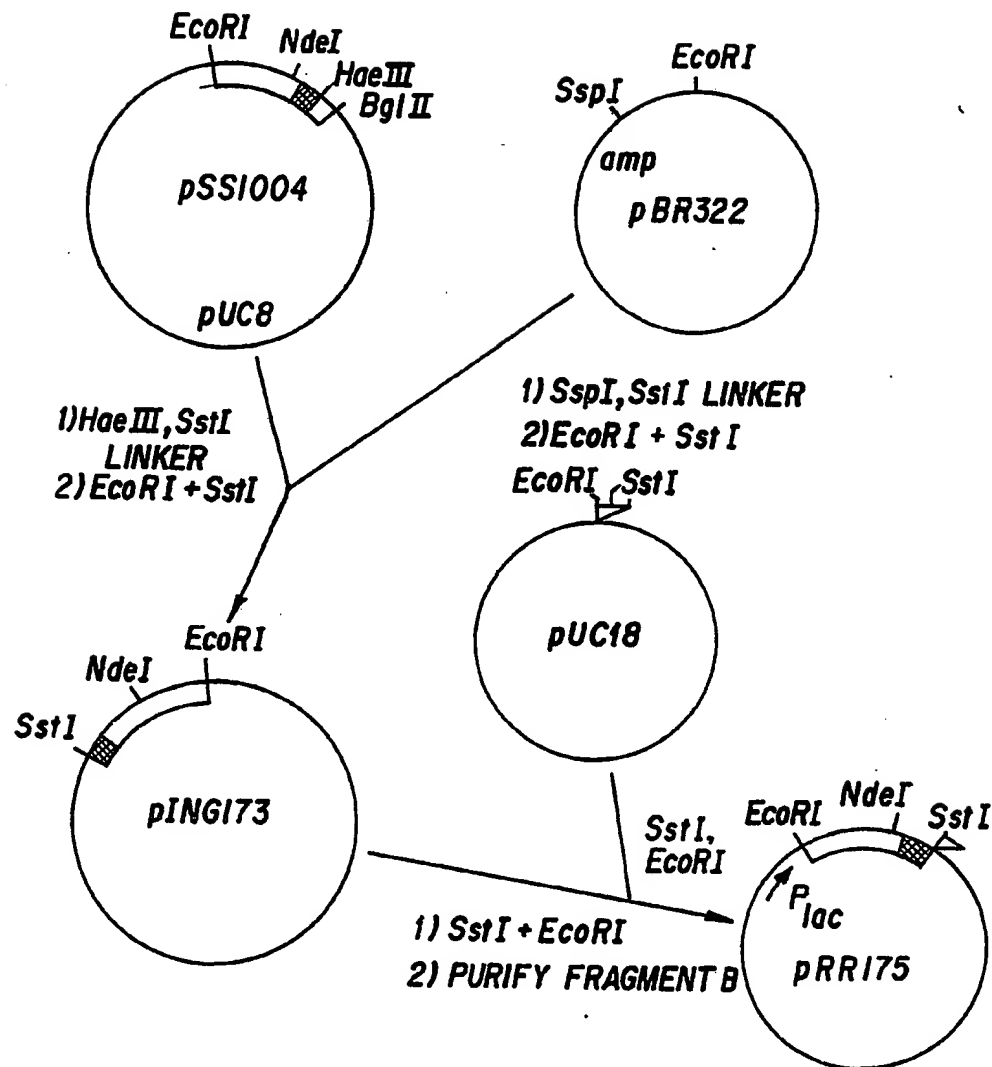 EcoRI
NdeI
HaeIII
BglII
pSS1004
pUC8
EcoRI
SspI
amp
pBR322
1)HaeIII,SstI
LINKER
2)EcoRI+SstI
1) SspI,SstI LINKER
2)EcoRI + SstI
EcoRI
SstI
pUC18
EcoRI
NdeI
SstI
pING173
SstI,
EcoRI
1) SstI + EcoRI
2) PURIFY FRAGMENT B
EcoRI
NdeI
SstI
Plac
pRR175